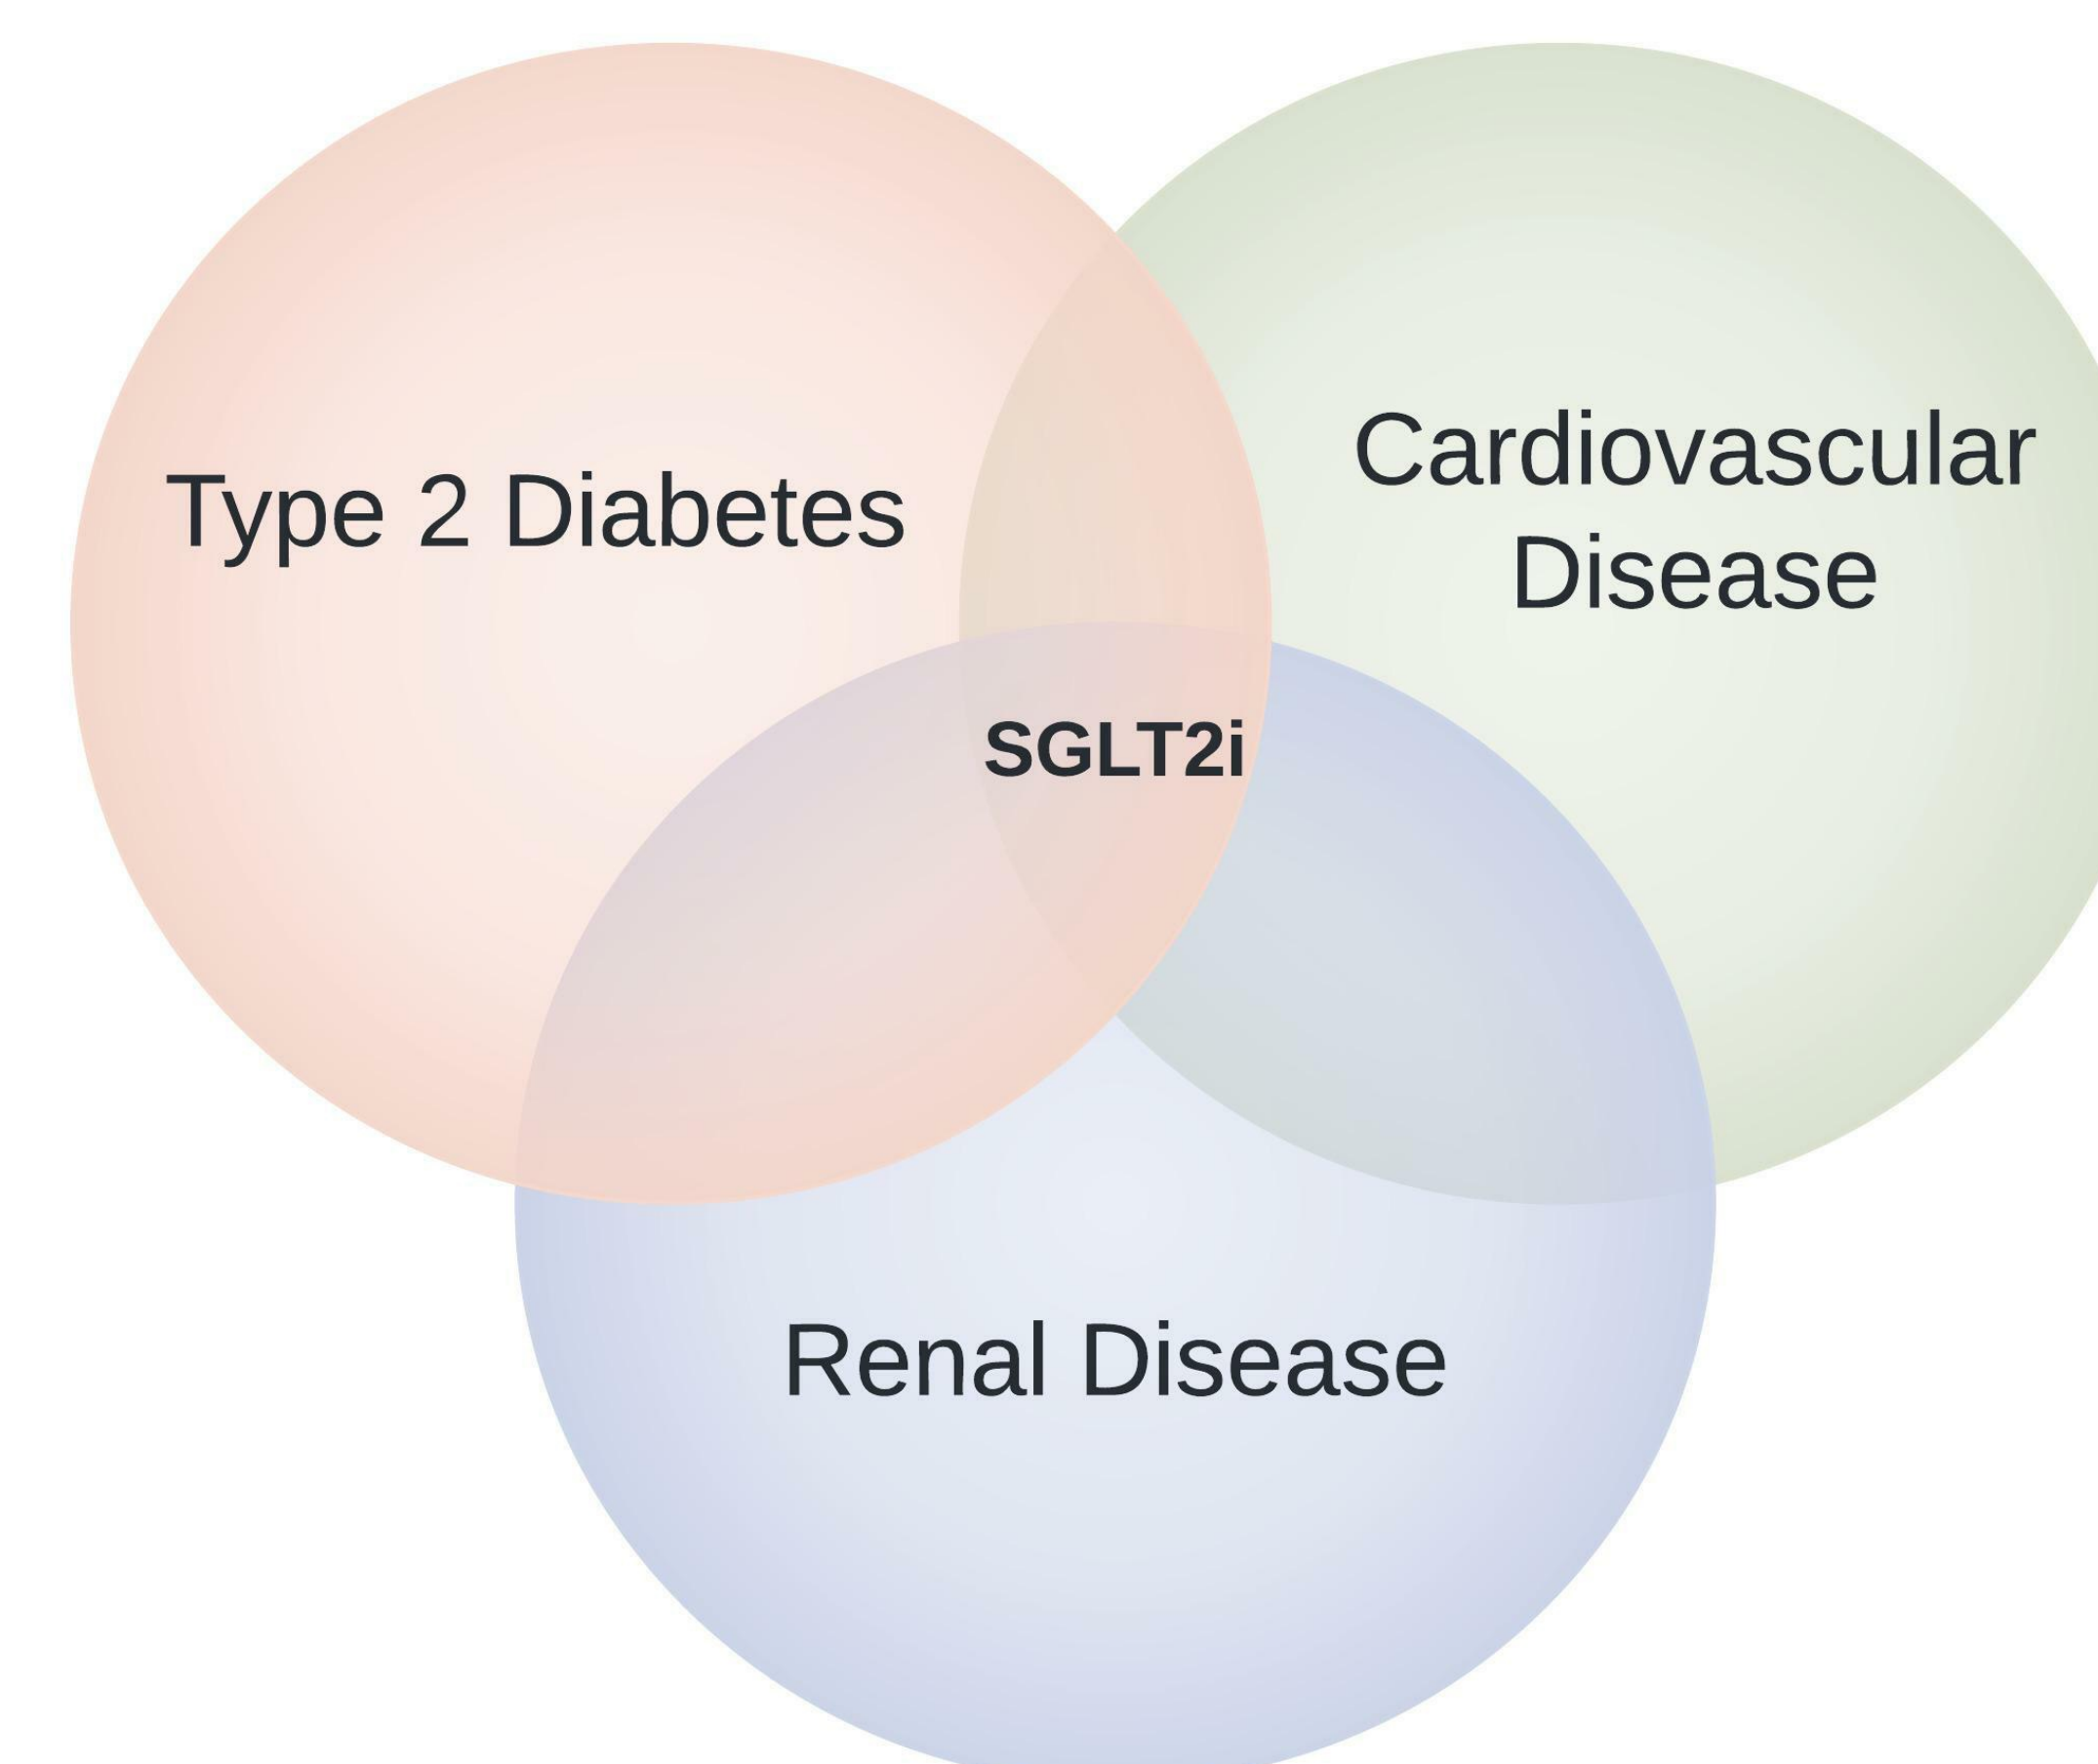 Type 2 Diabetes
Cardiovascular
Disease
SGLT2i
Renal Disease